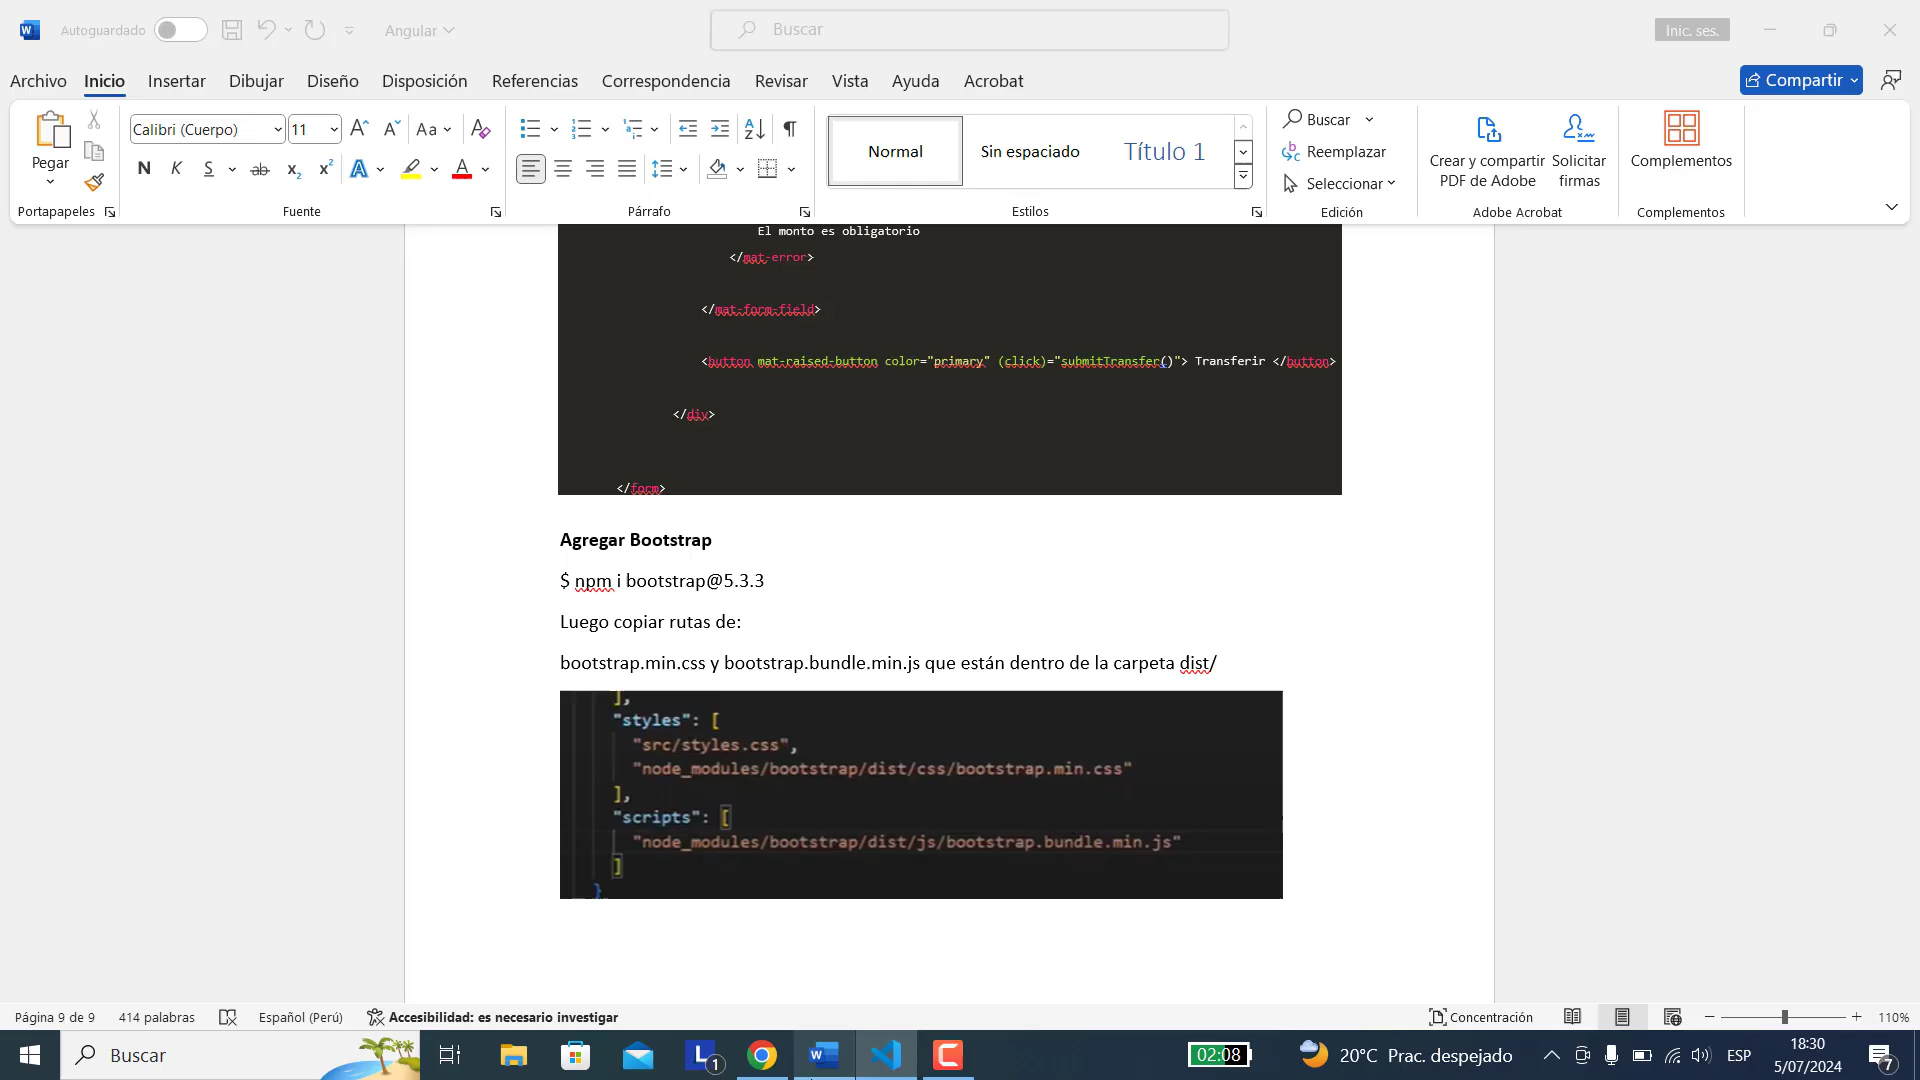 Autoguardado
Angular
Buscar
Inic. ses.
Archivo Inicio Insertar Dibujar Diseño Disposición Referencias Correspondencia Revisar Vista Ayuda Acrobat
Compartir
Pegar
Calibri (Cuerpo) 11
Aa
N K S ab x₂ x² A A
Normal
Sin espaciado
Título 1
Buscar
Reemplazar
Seleccionar
Crear y compartir PDF de Adobe
Solicitar firmas
Complementos
Portapapeles Fuente Párrafo Estilos Edición Adobe Acrobat Complementos
El monto es obligatorio
</mat-error>
</mat-form-field>
<button mat-raised-button color="primary" (click)="submitTransfer()"> Transferir </button>
</div>
</form>
Agregar Bootstrap
$ npm i bootstrap@5.3.3
Luego copiar rutas de:
bootstrap.min.css y bootstrap.bundle.min.js que están dentro de la carpeta dist/
],
"styles": [
"src/styles.css",
"node_modules/bootstrap/dist/css/bootstrap.min.css"
],
"scripts": [
"node_modules/bootstrap/dist/js/bootstrap.bundle.min.js"
]
}
Página 9 de 9 414 palabras Español (Perú) Accesibilidad: es necesario investigar
Concentración
110%
Buscar
1
02:08
20°C Prac. despejado
ESP
18:30
5/07/2024
7